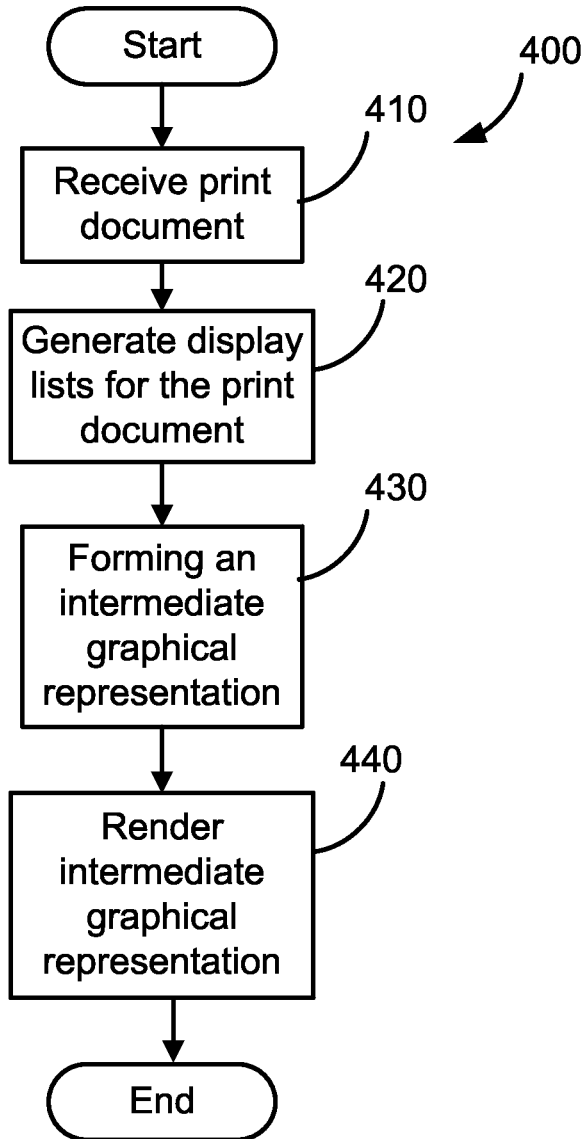 Start
400
410
Receive print
document
420
Generate display
lists for the print
document
430
Forming an
intermediate
graphical
representation
440
Render
intermediate
graphical
representation
End